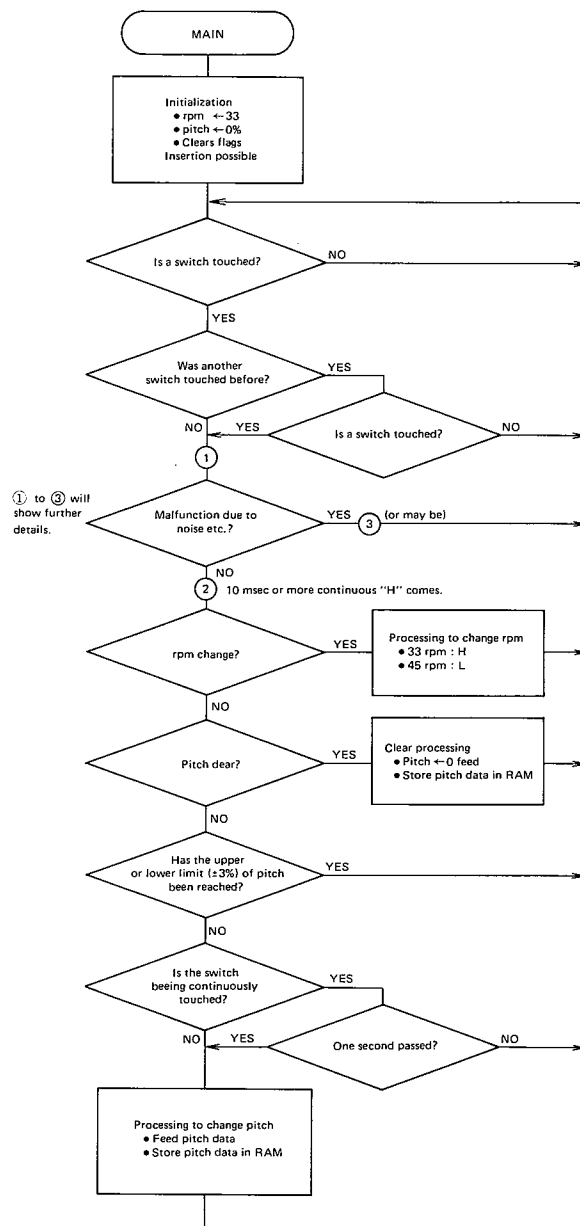 MAIN
Initialization
• rpm ←33
• pitch ←0%
• Clears flags
Insertion possible
Is a switch touched?
NO
YES
Was another
switch touched before?
YES
NO
YES
Is a switch touched?
NO
1
① to ③ will
show further
details.
Malfunction due to
noise etc.?
YES
3
(or may be)
NO
2
10 msec or more continuous "H" comes.
rpm change?
YES
Processing to change rpm
• 33 rpm : H
• 45 rpm : L
NO
Pitch dear?
YES
Clear processing
• Pitch ←0 feed
• Store pitch data in RAM
NO
Has the upper
or lower limit (±3%) of pitch
been reached?
YES
NO
Is the switch
beeing continuously
touched?
YES
NO
YES
One second passed?
NO
Processing to change pitch
• Feed pitch data
• Store pitch data in RAM